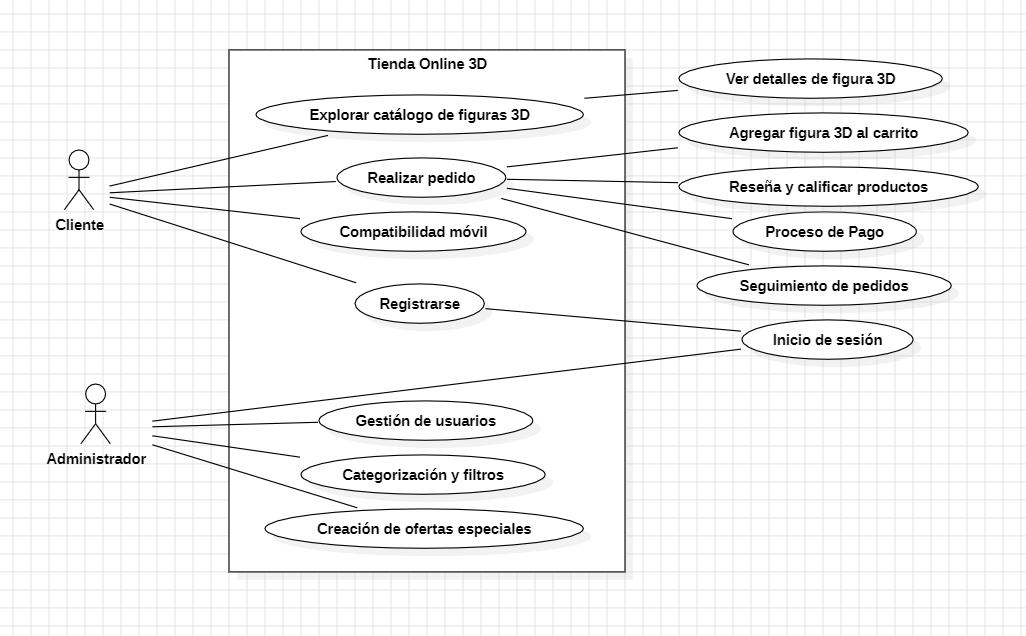 Tienda Online 3D
Ver detalles de figura 3D
Explorar catálogo de figuras 3D
Agregar figura 3D al carrito
Realizar pedido
Reseña y calificar productos
Cliente
Compatibilidad móvil
Proceso de Pago
Seguimiento de pedidos
Registrarse
Inicio de sesión
Gestión de usuarios
Administrador
Categorización y filtros
Creación de ofertas especiales